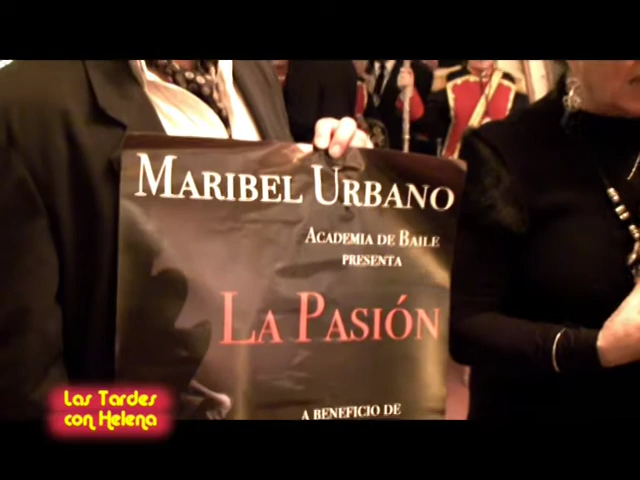 MARIBEL URBANO
ACADEMIA DE BAILE
PRESENTA
LA PASIÓN
A BENEFICIO DE
Las Tardes
con Helena